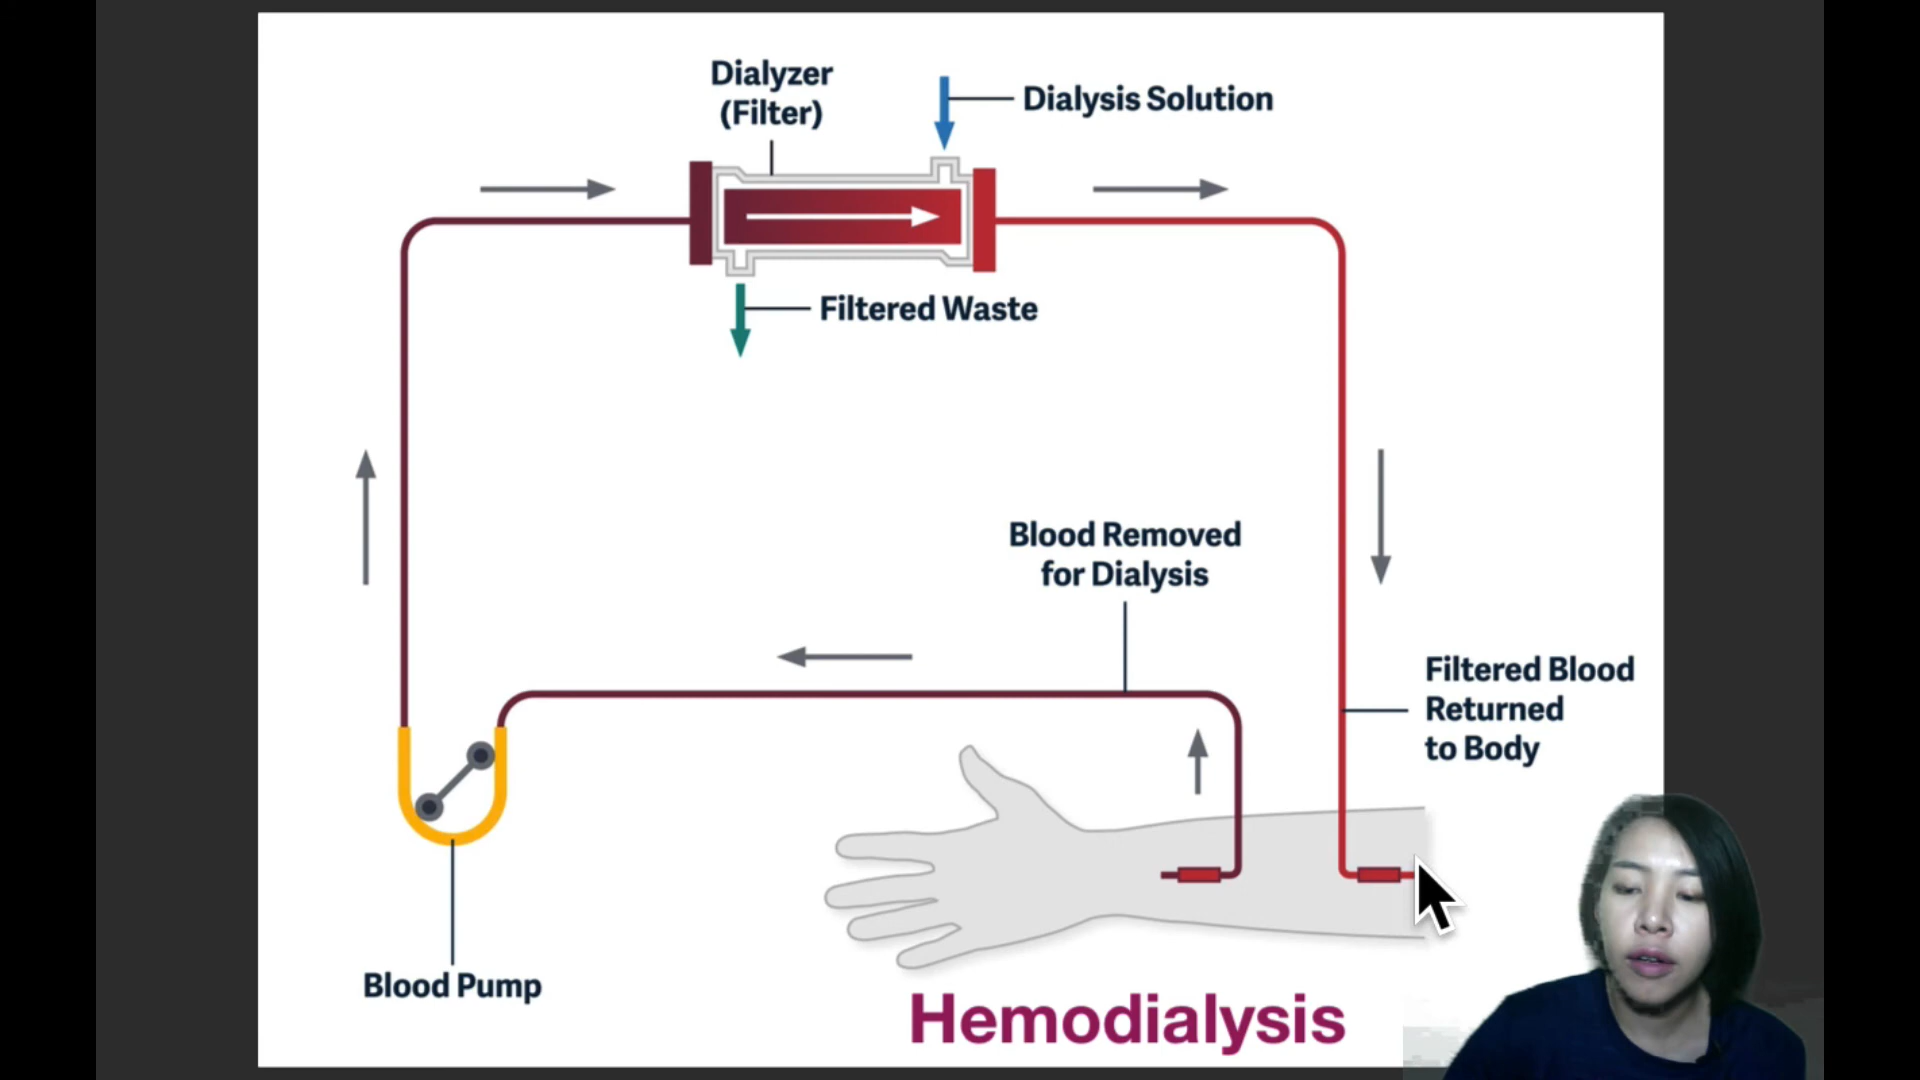 Dialyzer
(Filter)
Dialysis Solution
Filtered Waste
Blood Removed
for Dialysis
Filtered Blood
Returned
to Body
Blood Pump
Hemodialysis